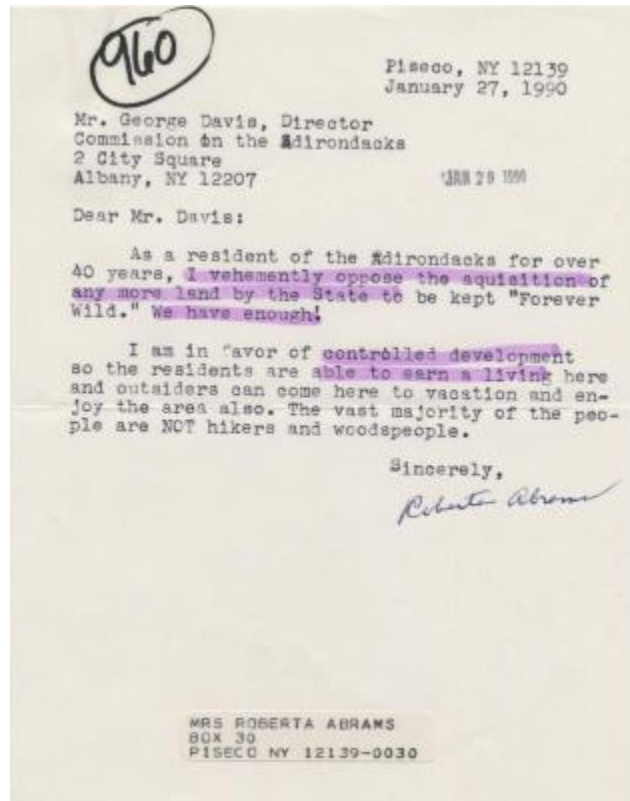 960
Piseco, NY 12139
January 27, 1990
Mr. George Davis, Director
Commission on the Adirondacks
2 City Square
Albany, NY 12207
JAN 29 1990
Dear Mr. Davis:
As a resident of the Adirondacks for over
40 years, I vehemently oppose the aquisition of
any more land by the State to be kept "Forever
Wild." We have enough!
I am in favor of controlled development
so the residents are able to earn a living here
and outsiders can come here to vacation and en-
joy the area also. The vast majority of the peo-
ple are NOT hikers and woodspeople.
Sincerely,
Roberta Abrams
MRS ROBERTA ABRAMS
BOX 30
PISECO NY 12139-0030